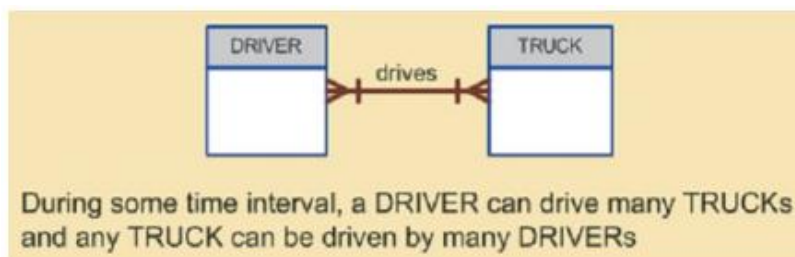 DRIVER
TRUCK
drives
During some time interval, a DRIVER can drive many TRUCKs
and any TRUCK can be driven by many DRIVERs